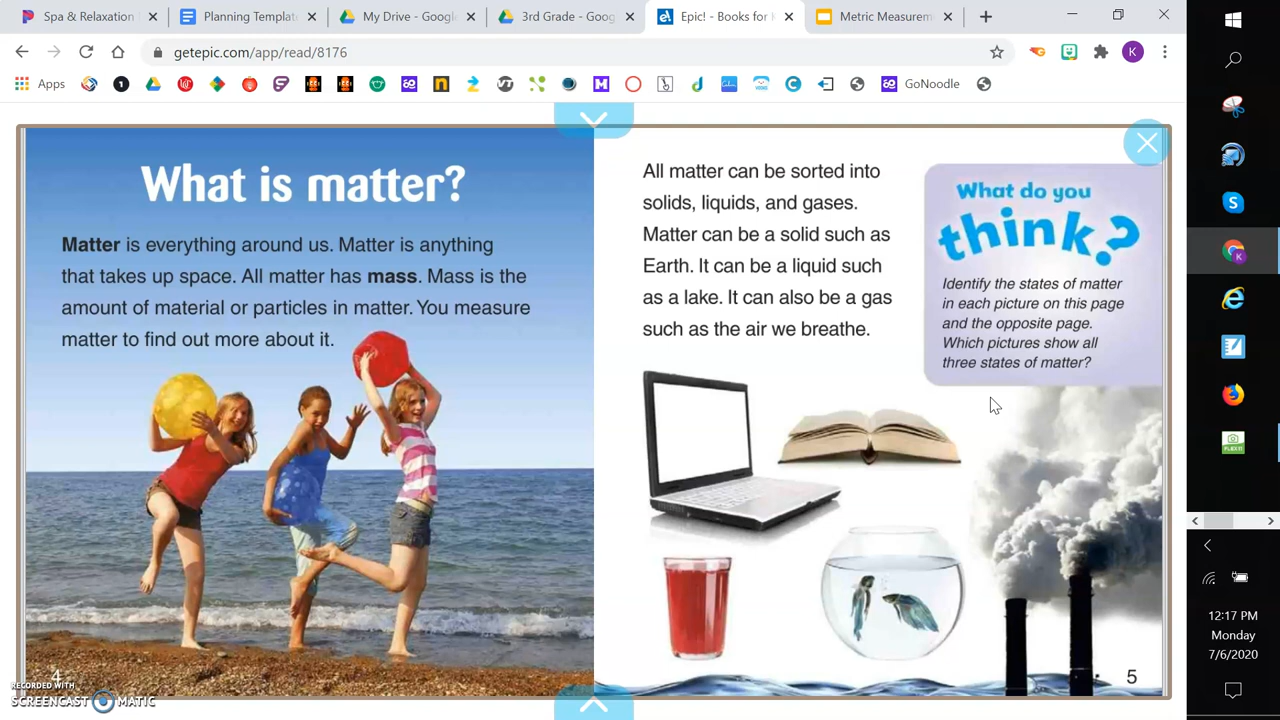 Spa & Relaxation
Planning Templat
My Drive - Google
3rd Grade - Goog
Epic! - Books for
Metric Measurem
getepic.com/app/read/8176
K
Apps
GoNoodle
What is matter?
Matter is everything around us. Matter is anything
that takes up space. All matter has mass. Mass is the
amount of material or particles in matter. You measure
matter to find out more about it.
4
All matter can be sorted into
solids, liquids, and gases.
Matter can be a solid such as
Earth. It can be a liquid such
as a lake. It can also be a gas
such as the air we breathe.
What do you
think?
Identify the states of matter
in each picture on this page
and the opposite page.
Which pictures show all
three states of matter?
5
RECORDED WITH
SCREENCAST MATIC
12:17 PM
Monday
7/6/2020